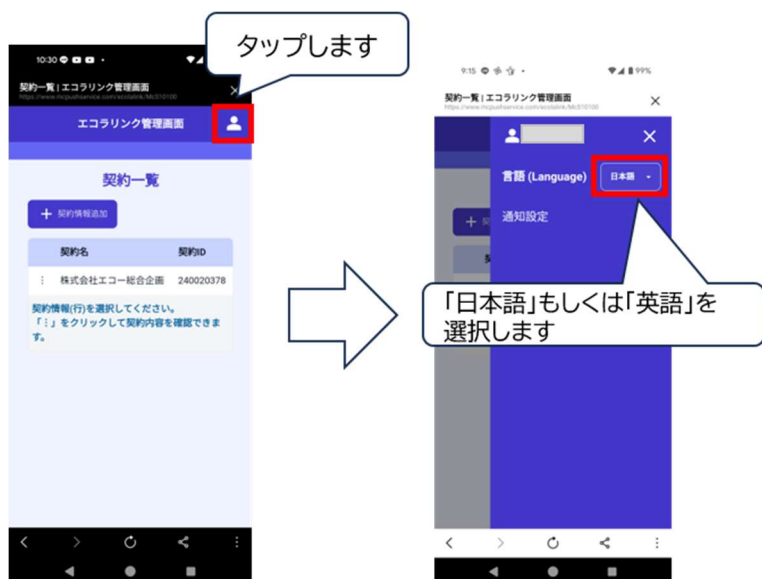 タップします
10:30
契約一覧 | エコラリンク管理画面
エコラリンク管理画面
契約一覧
+ 契約情報追加
契約名 契約ID
⋮ 株式会社エコー総合企画 240020378
契約情報(行)を選択してください。
「⋮」をクリックして契約内容を確認できま
す。
9:15 99%
契約一覧 | エコラリンク管理画面
言語 (Language) 日本語
通知設定
「日本語」もしくは「英語」を
選択します